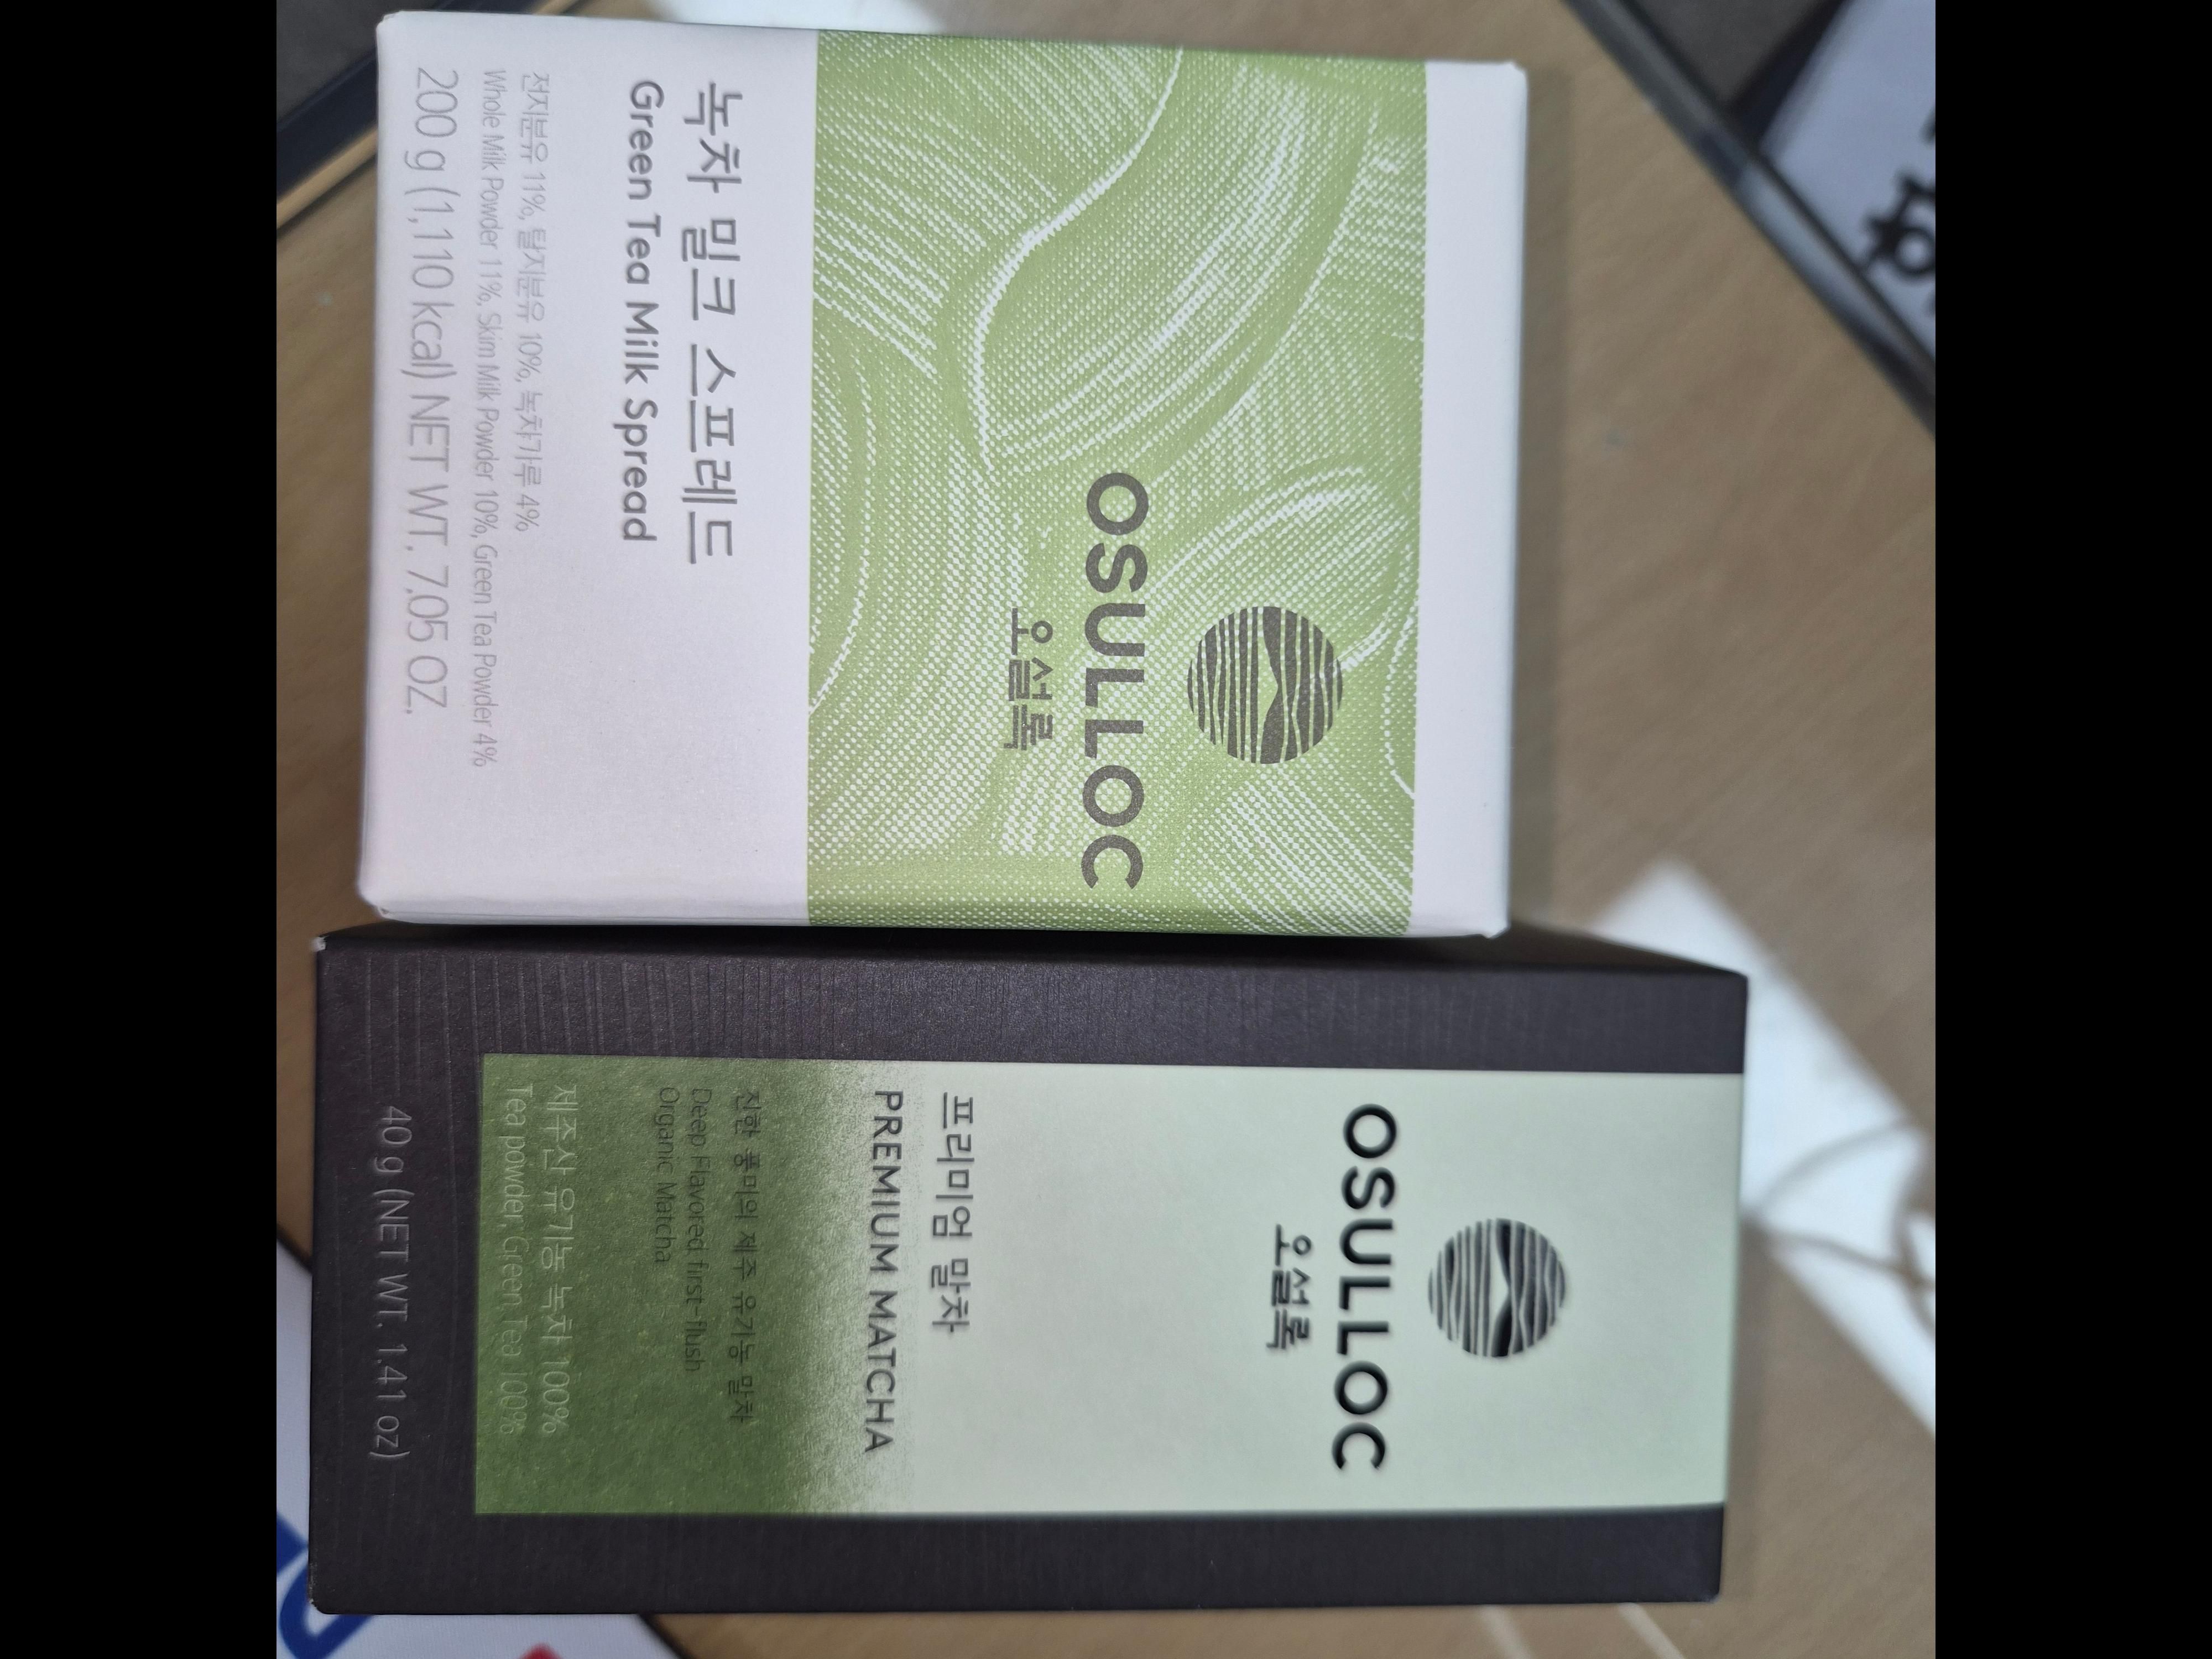 OSULLOC
오설록
녹차 밀크 스프레드
Green Tea Milk Spread
전지분유 11%, 탈지분유 10%, 녹차가루 4%
Whole Milk Powder 11%, Skim Milk Powder 10%, Green Tea Powder 4%
200 g (1,110 kcal) NET WT. 7.05 OZ.
OSULLOC
오설록
프리미엄 말차
PREMIUM MATCHA
진한 풍미의 제주 유기농 말차
Deep Flavored first-flush
Organic Matcha
제주산 유기농 녹차 100%
Tea powder, Green Tea 100%
40 g (NET WT. 1.41 oz)